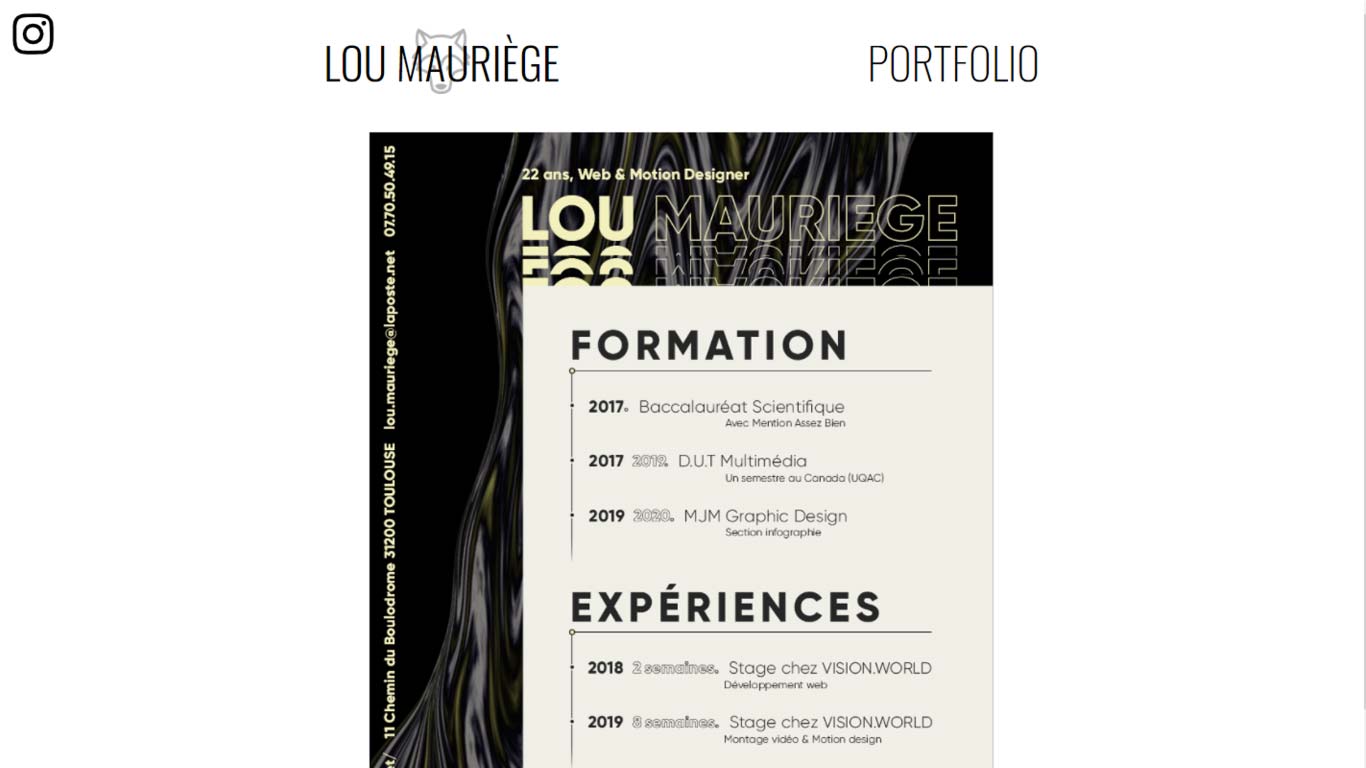 LOU MAURIÈGE
PORTFOLIO
22 ans, Web & Motion Designer
LOU MAURIEGE
11 Chemin du Boulodrome 31200 TOULOUSE lou.mauriege@laposte.net 07.70.50.49.15
FORMATION
2017. Baccalauréat Scientifique
Avec Mention Assez Bien
2017 2019. D.U.T Multimédia
Un semestre au Canada (UQAC)
2019 2020. MJM Graphic Design
Section infographie
EXPÉRIENCES
2018 2 semaines. Stage chez VISION.WORLD
Développement web
2019 8 semaines. Stage chez VISION.WORLD
Montage vidéo & Motion design